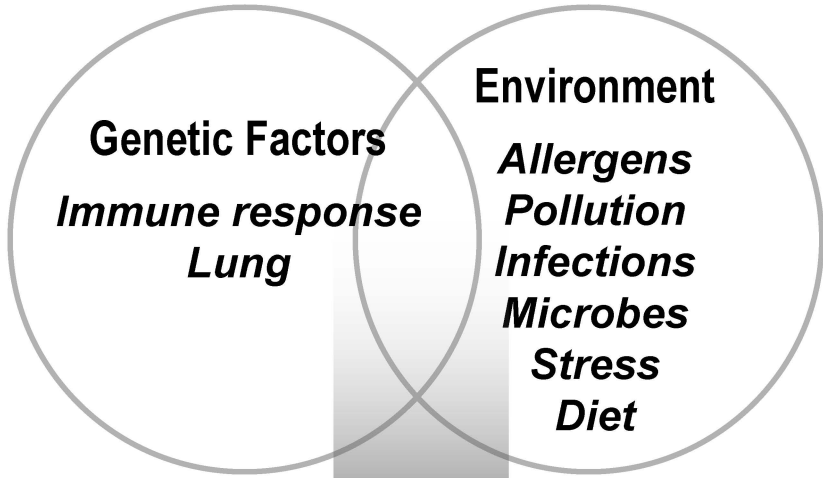 Genetic Factors
Immune response
Lung
Environment
Allergens
Pollution
Infections
Microbes
Stress
Diet